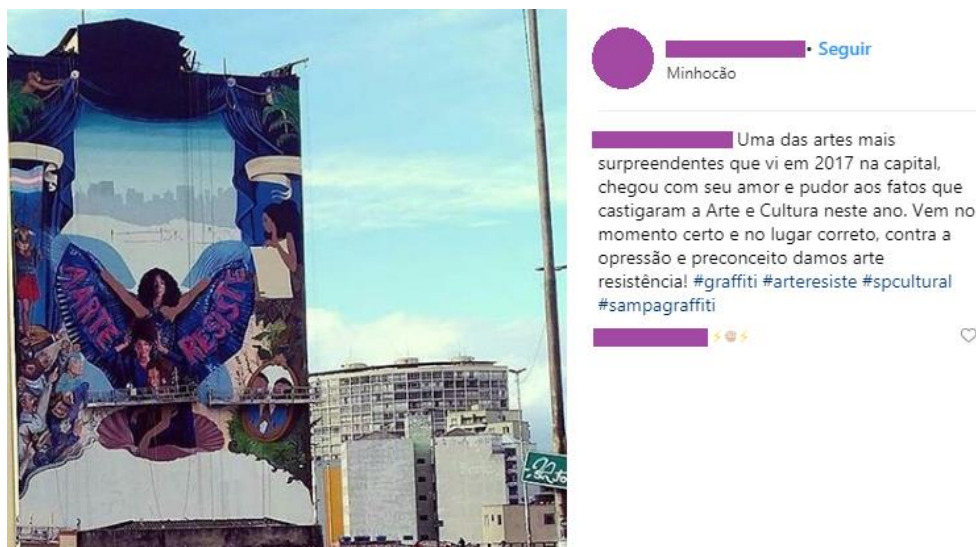 A ARTE
RESISTE
• Seguir
Minhocão
Uma das artes mais
surpreendentes que vi em 2017 na capital,
chegou com seu amor e pudor aos fatos que
castigaram a Arte e Cultura neste ano. Vem no
momento certo e no lugar correto, contra a
opressão e preconceito damos arte
resistência! #graffiti #arteresiste #spcultural
#sampagraffiti